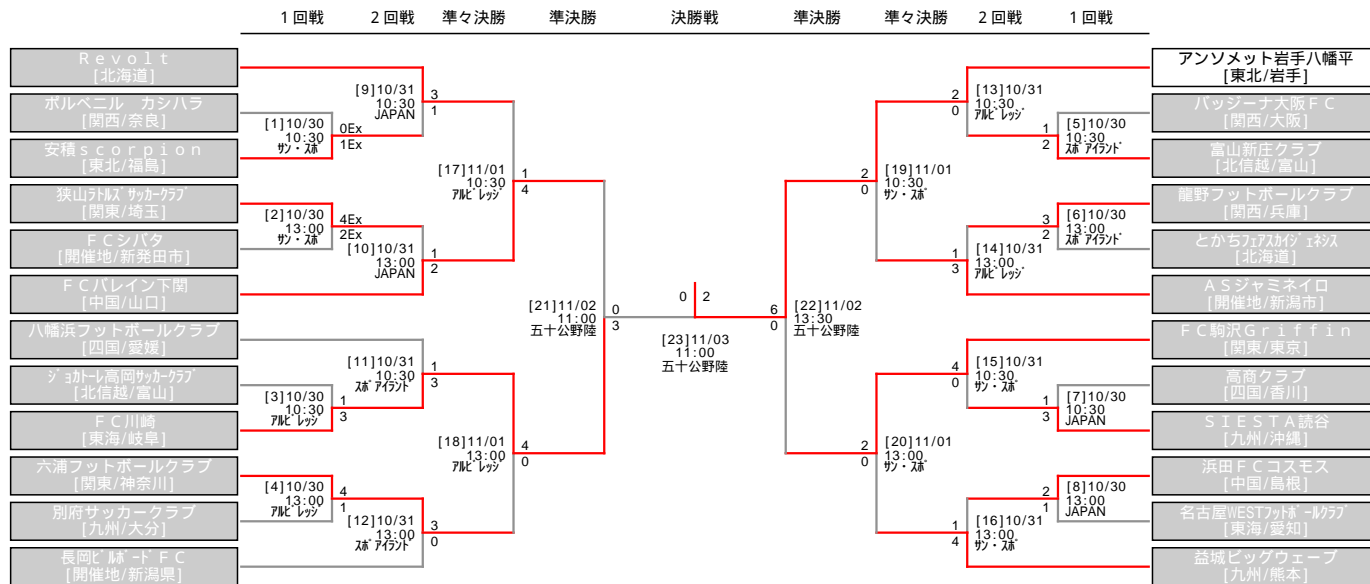 1回戦 2回戦 準々決勝 準決勝 決勝戦 準決勝 準々決勝 2回戦 1回戦
Ｒｅｖｏｌｔ
[北海道]
ポルベニル　カシハラ
[関西/奈良]
安積ｓｃｏｒｐｉｏｎ
[東北/福島]
狭山ﾗﾄﾙｽﾞｻｯｶｰｸﾗﾌﾞ
[関東/埼玉]
ＦＣシバタ
[開催地/新発田市]
ＦＣバレイン下関
[中国/山口]
八幡浜フットボールクラブ
[四国/愛媛]
ｼﾞｮｶﾄｰﾚ高岡ｻｯｶｰｸﾗﾌﾞ
[北信越/富山]
ＦＣ川崎
[東海/岐阜]
六浦フットボールクラブ
[関東/神奈川]
別府サッカークラブ
[九州/大分]
長岡ﾋﾞﾙﾎﾞｰﾄﾞＦＣ
[開催地/新潟県]
[1]10/30
10:30
サン・スポ
0Ex
1Ex
[2]10/30
13:00
サン・スポ
4Ex
2Ex
[3]10/30
10:30
ｱﾙﾋﾞﾚｯｼﾞ
1
3
[4]10/30
13:00
ｱﾙﾋﾞﾚｯｼﾞ
4
1
[9]10/31
10:30
JAPAN
3
1
[10]10/31
13:00
JAPAN
1
2
[11]10/31
10:30
ｽﾎﾟｱｲﾗﾝﾄﾞ
1
3
[12]10/31
13:00
ｽﾎﾟｱｲﾗﾝﾄﾞ
3
0
[17]11/01
10:30
ｱﾙﾋﾞﾚｯｼﾞ
1
4
[18]11/01
13:00
ｱﾙﾋﾞﾚｯｼﾞ
4
0
[21]11/02
11:00
五十公野陸
0
3
0 2
[23]11/03
11:00
五十公野陸
6
0
[22]11/02
13:30
五十公野陸
2
0
[19]11/01
10:30
サン・スポ
2
0
[20]11/01
13:00
サン・スポ
2
0
[13]10/31
10:30
ｱﾙﾋﾞﾚｯｼﾞ
1
3
[14]10/31
13:00
ｱﾙﾋﾞﾚｯｼﾞ
4
0
[15]10/31
10:30
サン・スポ
1
4
[16]10/31
13:00
サン・スポ
1
2
[5]10/30
10:30
ｽﾎﾟｱｲﾗﾝﾄﾞ
3
2
[6]10/30
13:00
ｽﾎﾟｱｲﾗﾝﾄﾞ
1
3
[7]10/30
10:30
JAPAN
2
1
[8]10/30
13:00
JAPAN
アンソメット岩手八幡平
[東北/岩手]
バッジーナ大阪ＦＣ
[関西/大阪]
富山新庄クラブ
[北信越/富山]
龍野フットボールクラブ
[関西/兵庫]
とかちﾌｪｱｽｶｲｼﾞｪﾈｼｽ
[北海道]
ＡＳジャミネイロ
[開催地/新潟市]
ＦＣ駒沢Ｇｒｉｆｆｉｎ
[関東/東京]
高商クラブ
[四国/香川]
ＳＩＥＳＴＡ読谷
[九州/沖縄]
浜田ＦＣコスモス
[中国/島根]
名古屋WESTﾌｯﾄﾎﾞｰﾙｸﾗﾌﾞ
[東海/愛知]
益城ビッグウェーブ
[九州/熊本]